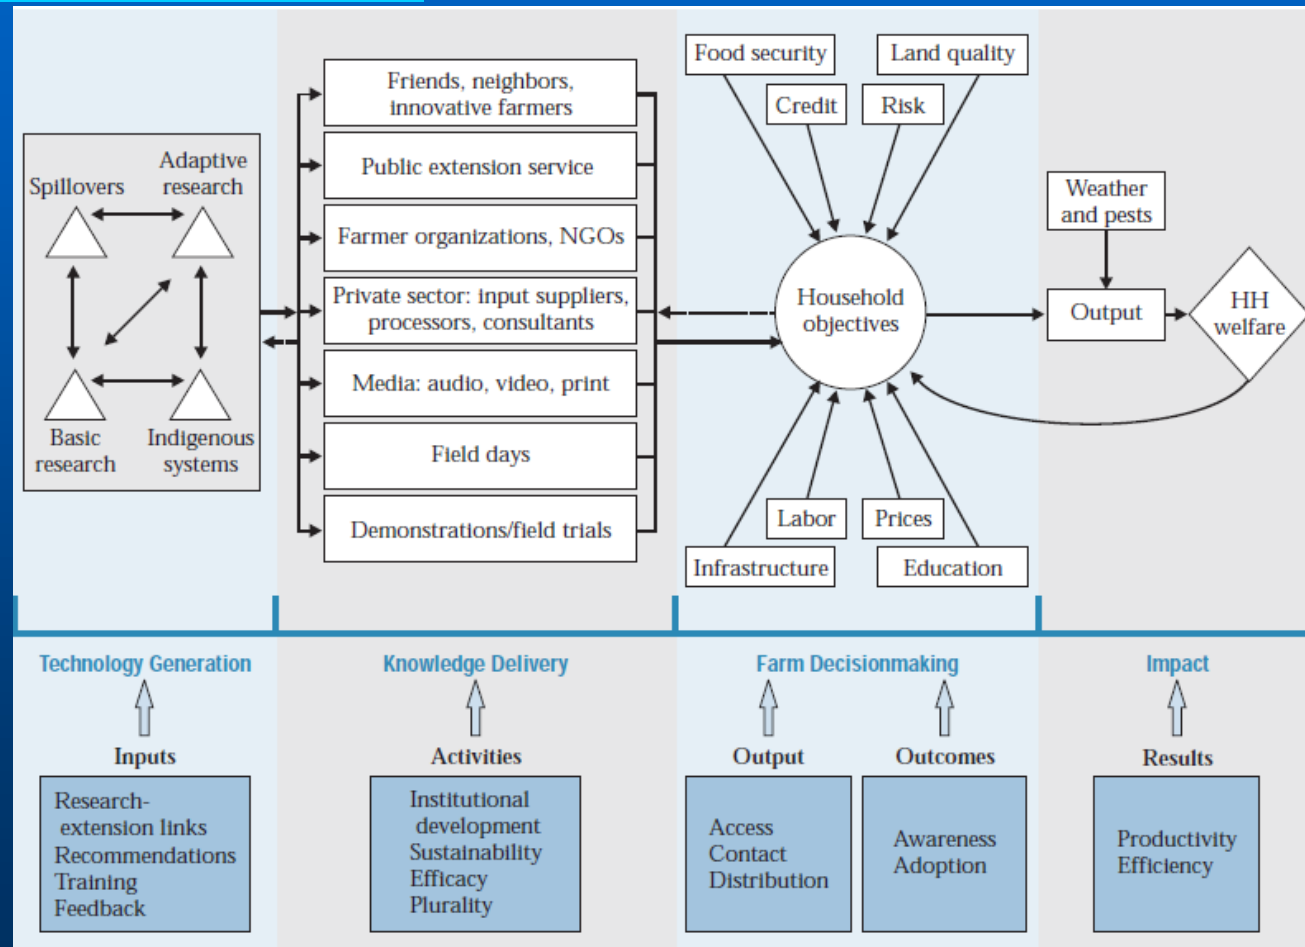 Spillovers
Adaptive
research
Basic
research
Indigenous
systems
Friends, neighbors,
innovative farmers
Public extension service
Farmer organizations, NGOs
Private sector: input suppliers,
processors, consultants
Media: audio, video, print
Field days
Demonstrations/field trials
Food security
Land quality
Credit
Risk
Household
objectives
Labor
Prices
Infrastructure
Education
Weather
and pests
Output
HH
welfare
Technology Generation
Knowledge Delivery
Farm Decisionmaking
Impact
Inputs
Activities
Output
Outcomes
Results
Research-
extension links
Recommendations
Training
Feedback
Institutional
development
Sustainability
Efficacy
Plurality
Access
Contact
Distribution
Awareness
Adoption
Productivity
Efficiency